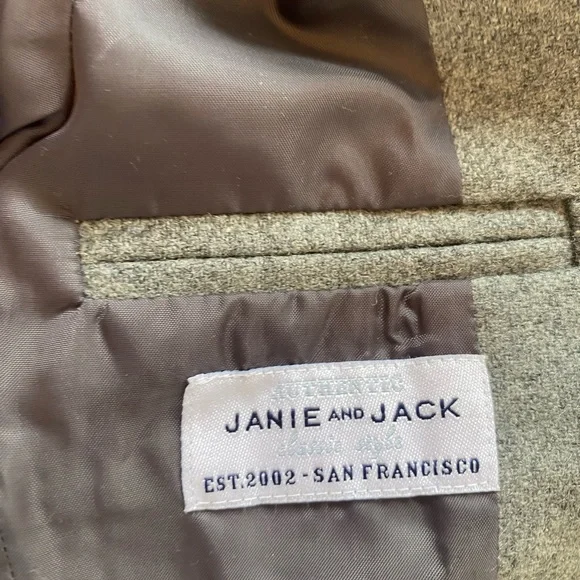 AUTHENTIC
JANIE AND JACK
EST.2002 - SAN FRANCISCO